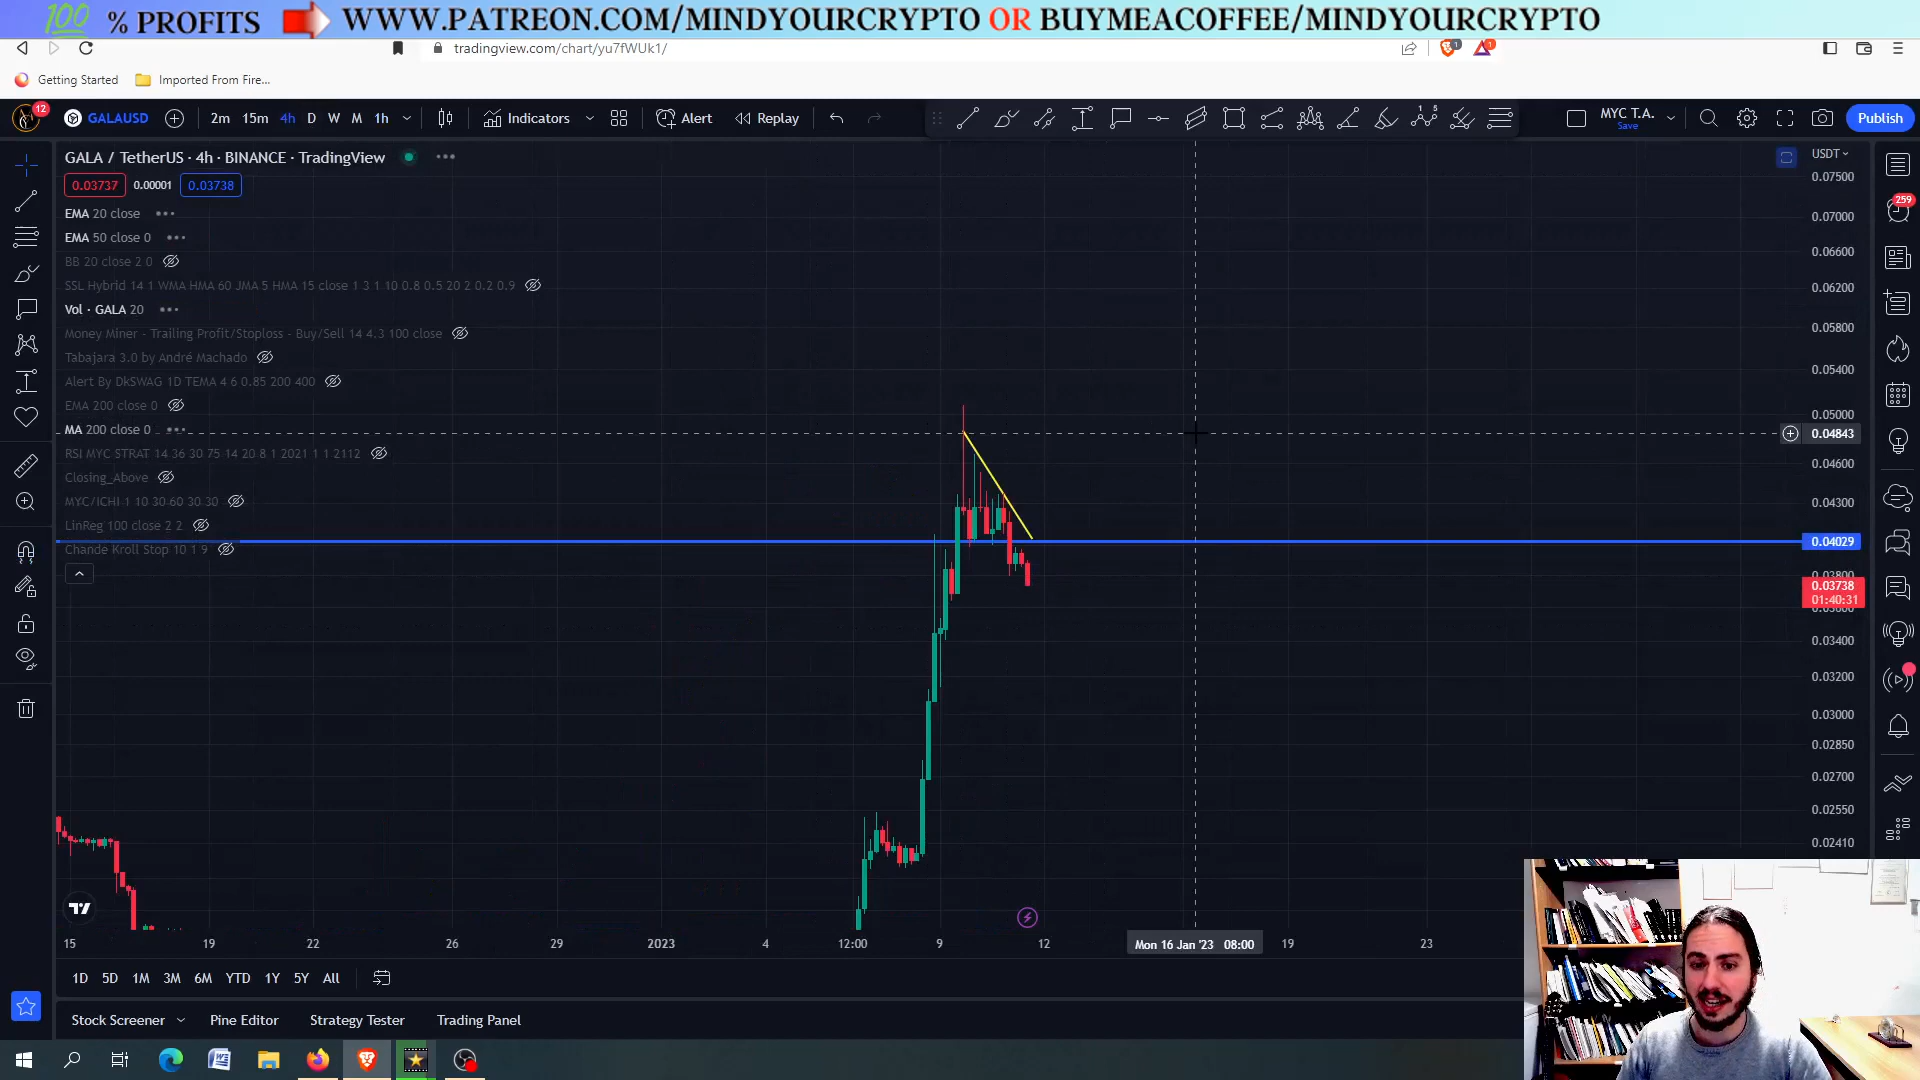 100 % PROFITS WWW.PATREON.COM/MINDYOURCRYPTO OR BUYMEACOFFEE/MINDYOURCRYPTO
tradingview.com/chart/yu7fWUk1/ 1 1
Getting Started Imported From Fire...
12 GALAUSD 2m 15m 4h D W M 1h Indicators Alert Replay MYC T.A. Save Publish
GALA / TetherUS · 4h · BINANCE · TradingView USDT
0.03737 0.00001 0.03738
EMA 20 close
EMA 50 close 0
BB 20 close 2 0
SSL Hybrid 14 1 WMA HMA 60 JMA 5 HMA 15 close 1 3 1 10 0.8 0.5 20 2 0.2 0.9
Vol · GALA 20
Money Miner - Trailing Profit/Stoploss - Buy/Sell 14 4.3 100 close
Tabajara 3.0 by André Machado
Alert By DkSWAG 1D TEMA 4 6 0.85 200 400
EMA 200 close 0
MA 200 close 0
RSI MYC STRAT 14 36 30 75 14 20 8 1 2021 1 1 2112
Closing_Above
MYC/ICHI 1 10 30 60 30 30
LinReg 100 close 2 2
Chande Kroll Stop 10 1 9
0.07500
0.07000
0.06600
0.06200
0.05800
0.05400
0.05000
0.04843
0.04600
0.04300
0.04029
0.03800
0.03738
01:40:31
0.03600
0.03400
0.03200
0.03000
0.02850
0.02700
0.02550
0.02410
259
15 19 22 26 29 2023 4 12:00 9 12 Mon 16 Jan '23 08:00 19 23
1D 5D 1M 3M 6M YTD 1Y 5Y All
Stock Screener Pine Editor Strategy Tester Trading Panel